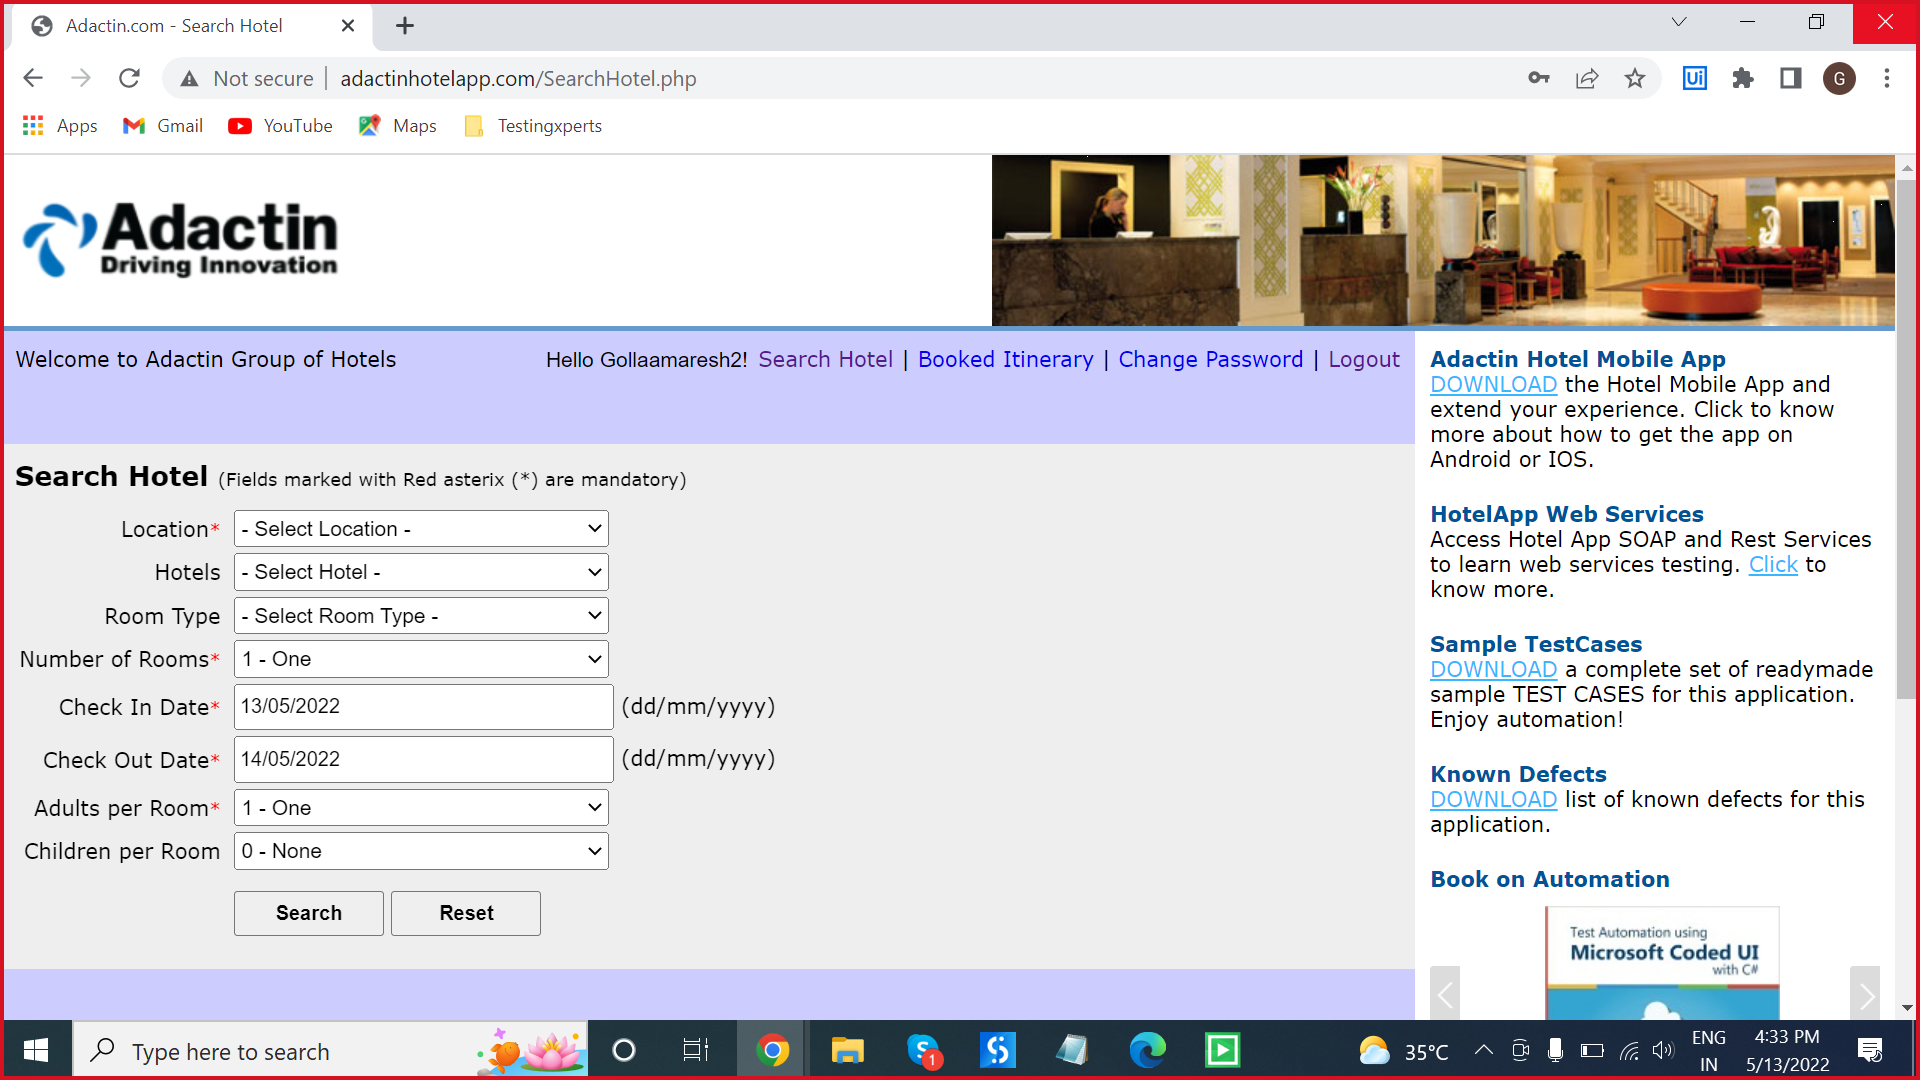 Adactin.com - Search Hotel
Not secure
adactinhotelapp.com/SearchHotel.php
Ui
G
Apps
Gmail
YouTube
Maps
Testingxperts
Adactin
Driving Innovation
Welcome to Adactin Group of Hotels
Hello Gollaamaresh2! Search Hotel | Booked Itinerary | Change Password | Logout
Search Hotel (Fields marked with Red asterix (*) are mandatory)
Location* - Select Location -
Hotels - Select Hotel -
Room Type - Select Room Type -
Number of Rooms* 1 - One
Check In Date* 13/05/2022 (dd/mm/yyyy)
Check Out Date* 14/05/2022 (dd/mm/yyyy)
Adults per Room* 1 - One
Children per Room 0 - None
Search Reset
Adactin Hotel Mobile App
DOWNLOAD the Hotel Mobile App and
extend your experience. Click to know
more about how to get the app on
Android or IOS.
HotelApp Web Services
Access Hotel App SOAP and Rest Services
to learn web services testing. Click to
know more.
Sample TestCases
DOWNLOAD a complete set of readymade
sample TEST CASES for this application.
Enjoy automation!
Known Defects
DOWNLOAD list of known defects for this
application.
Book on Automation
Test Automation using
Microsoft Coded UI
with C#
Type here to search
S 1
35°C
ENG
IN
4:33 PM
5/13/2022